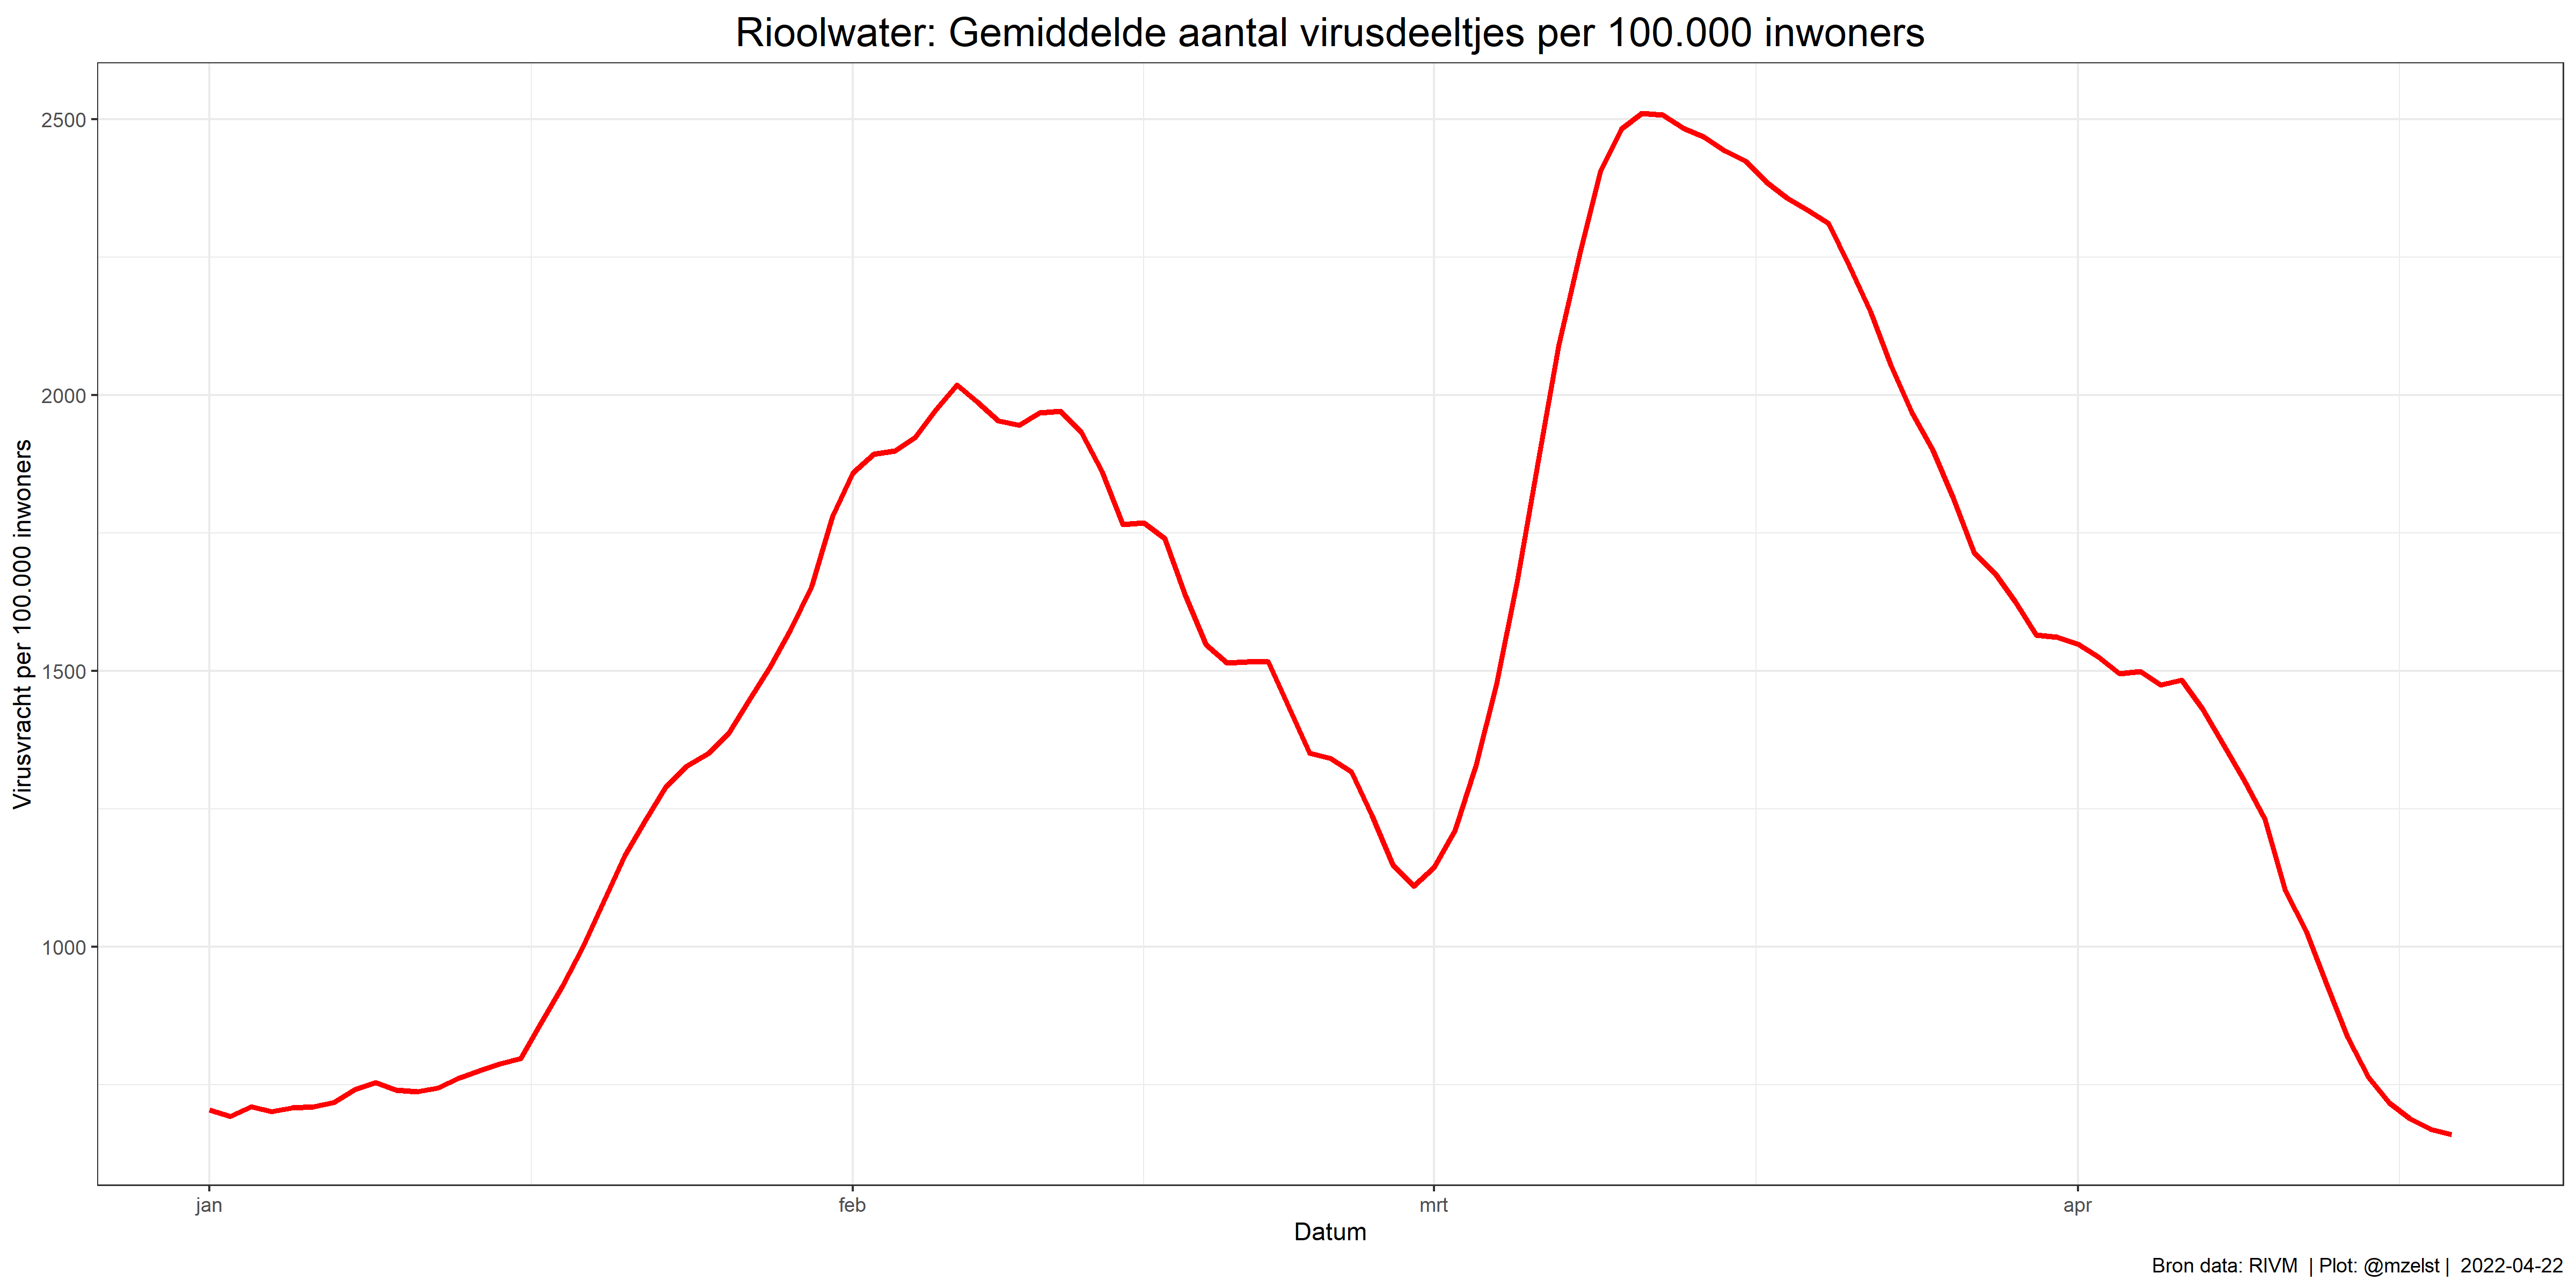 Rioolwater: Gemiddelde aantal virusdeeltjes per 100.000 inwoners
Virusvracht per 100.000 inwoners
2500
2000
1500
1000
jan feb mrt apr
Datum
Bron data: RIVM | Plot: @mzelst | 2022-04-22